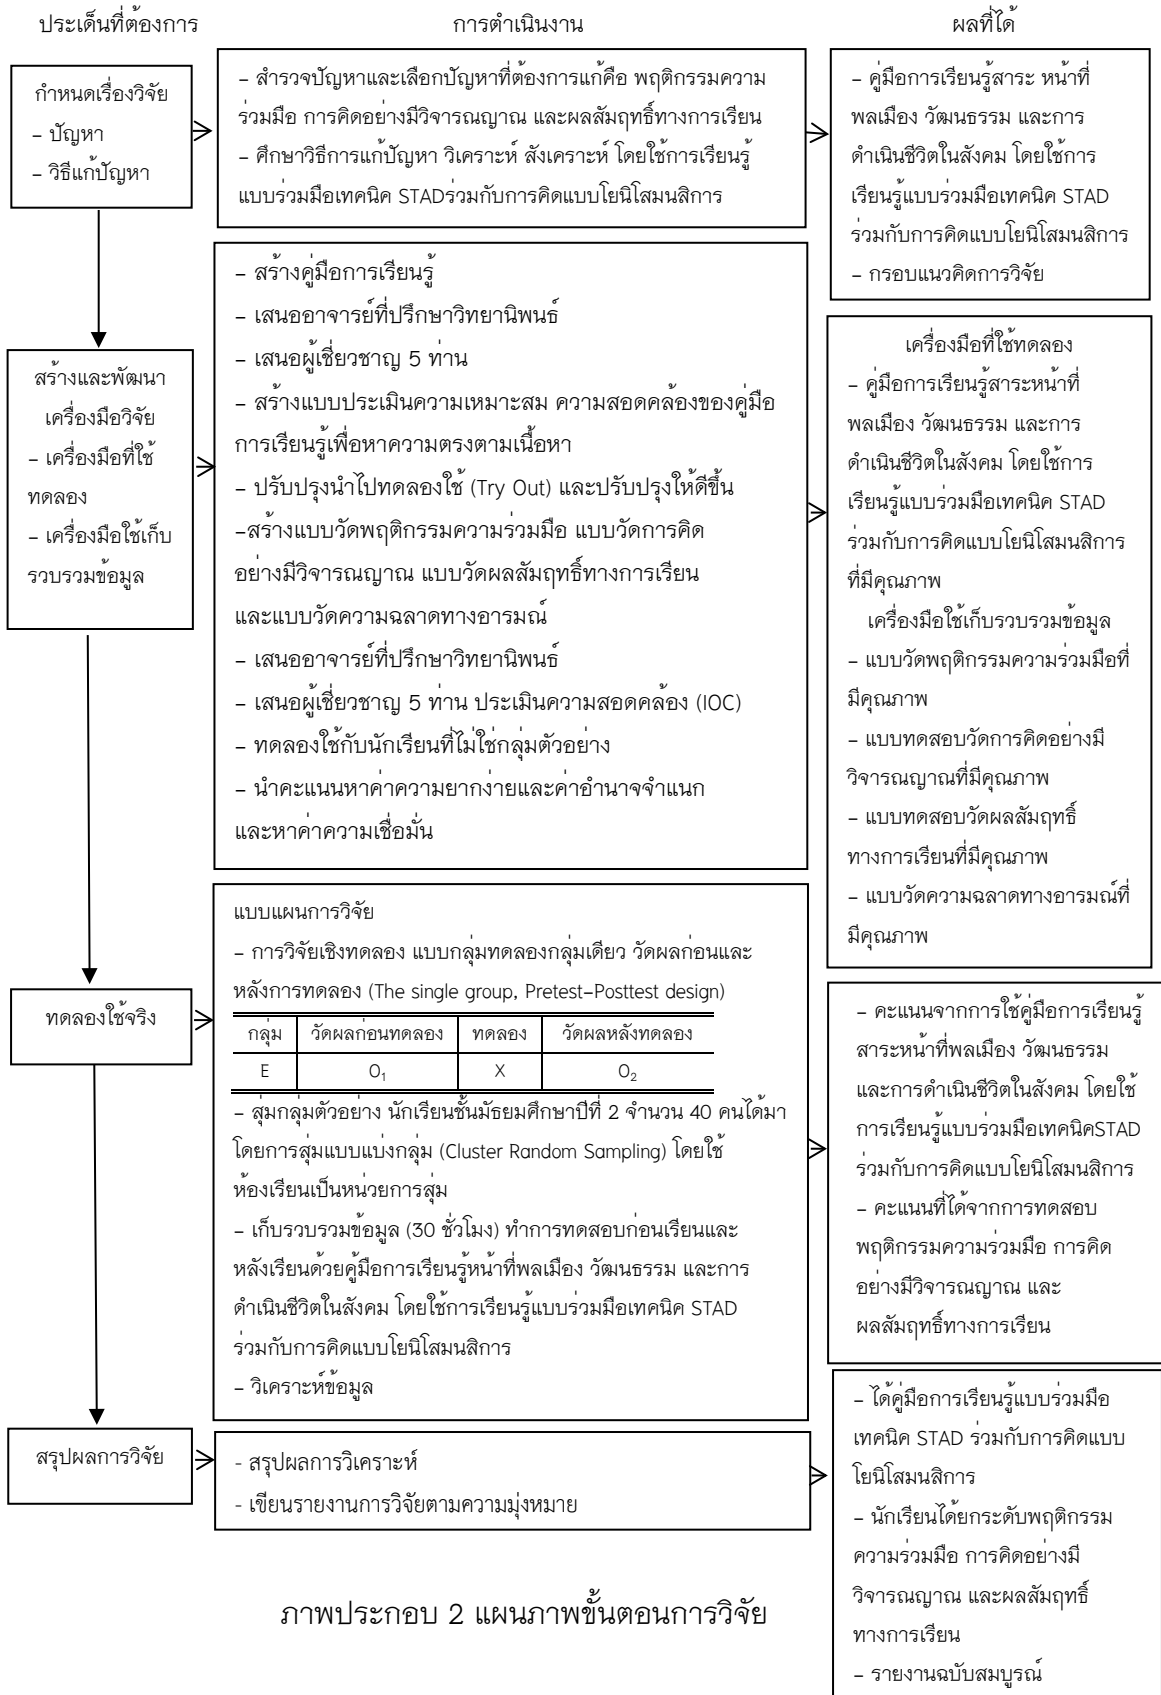 ประเด็นที่ต้องการ
การดำเนินงาน
ผลที่ได้
กำหนดเรื่องวิจัย
– ปัญหา
– วิธีแก้ปัญหา
– สำรวจปัญหาและเลือกปัญหาที่ต้องการแก้คือ พฤติกรรมความ
ร่วมมือ การคิดอย่างมีวิจารณญาณ และผลสัมฤทธิ์ทางการเรียน
– ศึกษาวิธีการแก้ปัญหา วิเคราะห์ สังเคราะห์ โดยใช้การเรียนรู้
แบบร่วมมือเทคนิค STADร่วมกับการคิดแบบโยนิโสมนสิการ
– คู่มือการเรียนรู้สาระ หน้าที่
พลเมือง วัฒนธรรม และการ
ดำเนินชีวิตในสังคม โดยใช้การ
เรียนรู้แบบร่วมมือเทคนิค STAD
ร่วมกับการคิดแบบโยนิโสมนสิการ
– กรอบแนวคิดการวิจัย
สร้างและพัฒนา
เครื่องมือวิจัย
– เครื่องมือที่ใช้
ทดลอง
– เครื่องมือใช้เก็บ
รวบรวมข้อมูล
– สร้างคู่มือการเรียนรู้
– เสนออาจารย์ที่ปรึกษาวิทยานิพนธ์
– เสนอผู้เชี่ยวชาญ 5 ท่าน
– สร้างแบบประเมินความเหมาะสม ความสอดคล้องของคู่มือ
การเรียนรู้เพื่อหาความตรงตามเนื้อหา
– ปรับปรุงนำไปทดลองใช้ (Try Out) และปรับปรุงให้ดีขึ้น
–สร้างแบบวัดพฤติกรรมความร่วมมือ แบบวัดการคิด
อย่างมีวิจารณญาณ แบบวัดผลสัมฤทธิ์ทางการเรียน
และแบบวัดความฉลาดทางอารมณ์
– เสนออาจารย์ที่ปรึกษาวิทยานิพนธ์
– เสนอผู้เชี่ยวชาญ 5 ท่าน ประเมินความสอดคล้อง (IOC)
– ทดลองใช้กับนักเรียนที่ไม่ใช่กลุ่มตัวอย่าง
– นำคะแนนหาค่าความยากง่ายและค่าอำนาจจำแนก
และหาค่าความเชื่อมั่น
เครื่องมือที่ใช้ทดลอง
– คู่มือการเรียนรู้สาระหน้าที่
พลเมือง วัฒนธรรม และการ
ดำเนินชีวิตในสังคม โดยใช้การ
เรียนรู้แบบร่วมมือเทคนิค STAD
ร่วมกับการคิดแบบโยนิโสมนสิการ
ที่มีคุณภาพ
เครื่องมือใช้เก็บรวบรวมข้อมูล
– แบบวัดพฤติกรรมความร่วมมือที่
มีคุณภาพ
– แบบทดสอบวัดการคิดอย่างมี
วิจารณญาณที่มีคุณภาพ
– แบบทดสอบวัดผลสัมฤทธิ์
ทางการเรียนที่มีคุณภาพ
– แบบวัดความฉลาดทางอารมณ์ที่
มีคุณภาพ
ทดลองใช้จริง
แบบแผนการวิจัย
– การวิจัยเชิงทดลอง แบบกลุ่มทดลองกลุ่มเดียว วัดผลก่อนและ
หลังการทดลอง (The single group, Pretest–Posttest design)
กลุ่ม วัดผลก่อนทดลอง ทดลอง วัดผลหลังทดลอง
E O₁ X O₂
– สุ่มกลุ่มตัวอย่าง นักเรียนชั้นมัธยมศึกษาปีที่ 2 จำนวน 40 คนได้มา
โดยการสุ่มแบบแบ่งกลุ่ม (Cluster Random Sampling) โดยใช้
ห้องเรียนเป็นหน่วยการสุ่ม
– เก็บรวบรวมข้อมูล (30 ชั่วโมง) ทำการทดสอบก่อนเรียนและ
หลังเรียนด้วยคู่มือการเรียนรู้หน้าที่พลเมือง วัฒนธรรม และการ
ดำเนินชีวิตในสังคม โดยใช้การเรียนรู้แบบร่วมมือเทคนิค STAD
ร่วมกับการคิดแบบโยนิโสมนสิการ
– วิเคราะห์ข้อมูล
– คะแนนจากการใช้คู่มือการเรียนรู้
สาระหน้าที่พลเมือง วัฒนธรรม
และการดำเนินชีวิตในสังคม โดยใช้
การเรียนรู้แบบร่วมมือเทคนิคSTAD
ร่วมกับการคิดแบบโยนิโสมนสิการ
– คะแนนที่ได้จากการทดสอบ
พฤติกรรมความร่วมมือ การคิด
อย่างมีวิจารณญาณ และ
ผลสัมฤทธิ์ทางการเรียน
สรุปผลการวิจัย
- สรุปผลการวิเคราะห์
- เขียนรายงานการวิจัยตามความมุ่งหมาย
– ได้คู่มือการเรียนรู้แบบร่วมมือ
เทคนิค STAD ร่วมกับการคิดแบบ
โยนิโสมนสิการ
– นักเรียนได้ยกระดับพฤติกรรม
ความร่วมมือ การคิดอย่างมี
วิจารณญาณ และผลสัมฤทธิ์
ทางการเรียน
– รายงานฉบับสมบูรณ์
ภาพประกอบ 2 แผนภาพขั้นตอนการวิจัย